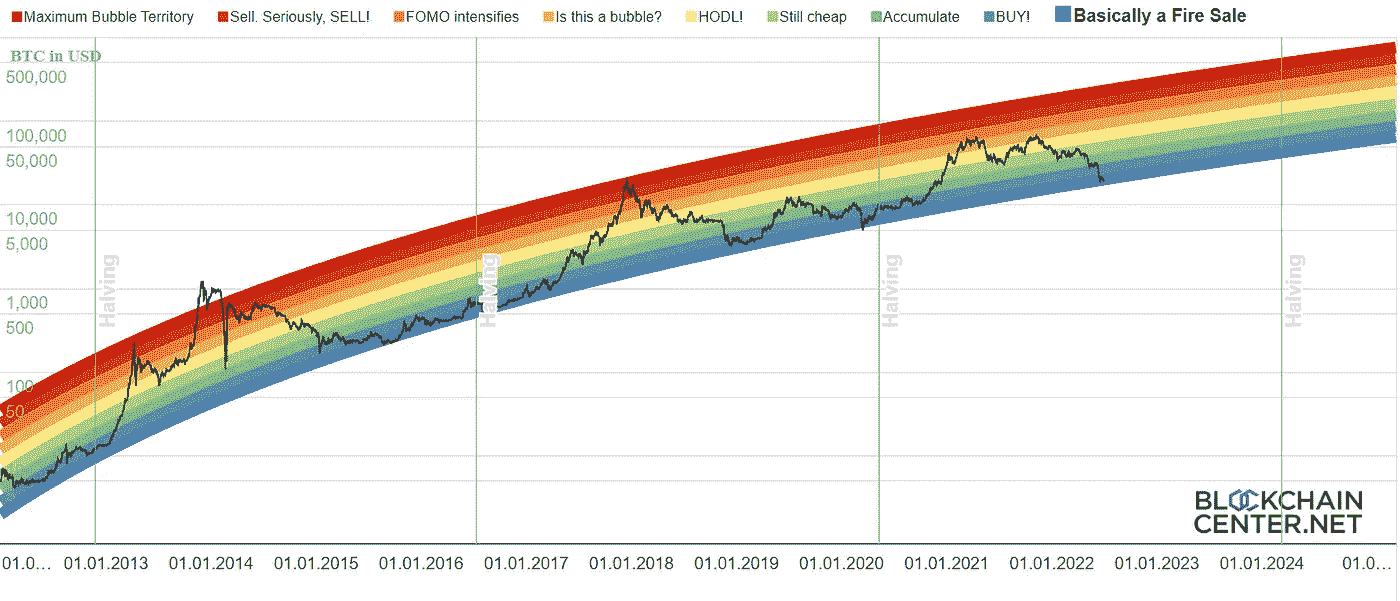 Maximum Bubble Territory Sell. Seriously, SELL! FOMO intensifies Is this a bubble? HODL! Still cheap Accumulate BUY! Basically a Fire Sale
BTC in USD
500,000
100,000
50,000
10,000
5,000
1,000
500
100
50
Halving
Halving
Halving
Halving
BLOCKCHAIN
CENTER.NET
01.0... 01.01.2013 01.01.2014 01.01.2015 01.01.2016 01.01.2017 01.01.2018 01.01.2019 01.01.2020 01.01.2021 01.01.2022 01.01.2023 01.01.2024 01.0...